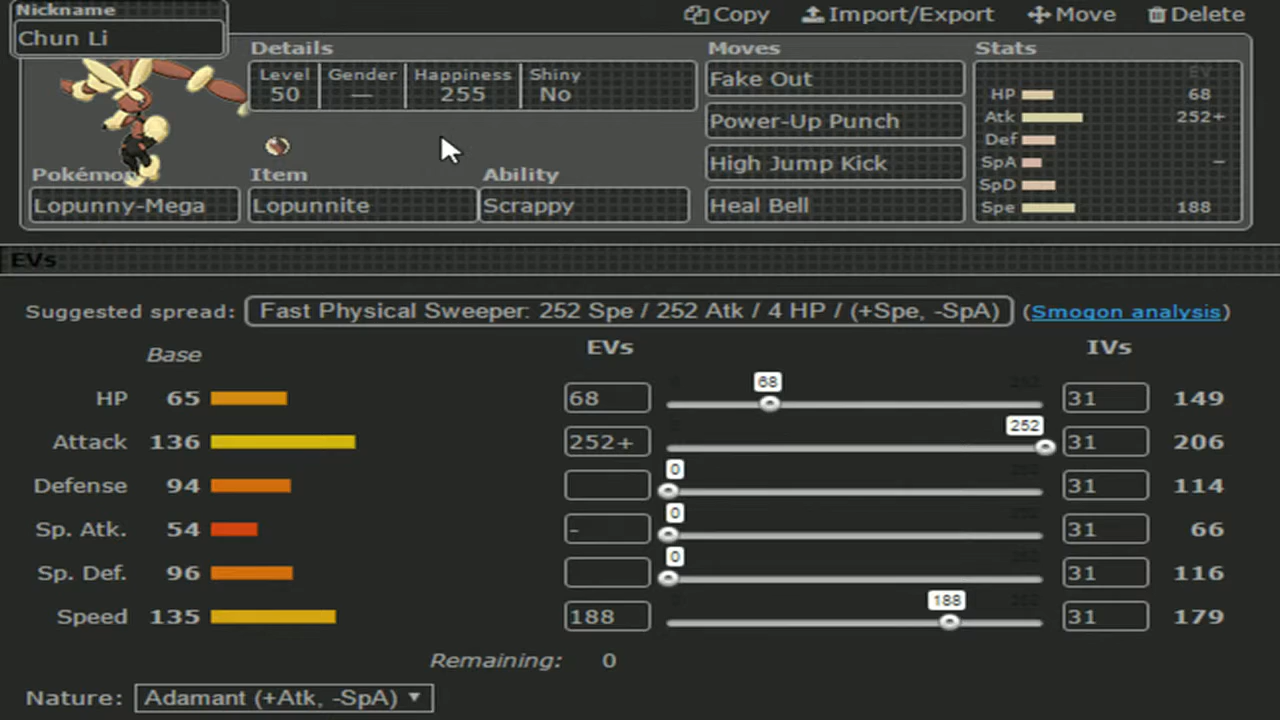 Nickname
Chun Li
Copy Import/Export Move Delete
Details
Level 50
Gender —
Happiness 255
Shiny No
Pokémon
Lopunny-Mega
Item
Lopunnite
Ability
Scrappy
Moves
Fake Out
Power-Up Punch
High Jump Kick
Heal Bell
Stats
EV
HP 68
Atk 252+
Def
SpA –
SpD
Spe 188
EVs
Suggested spread: Fast Physical Sweeper: 252 Spe / 252 Atk / 4 HP / (+Spe, -SpA) (Smogon analysis)
Base EVs IVs
HP 65 68 68 31 149
Attack 136 252+ 252 31 206
Defense 94 0 31 114
Sp. Atk. 54 - 0 31 66
Sp. Def. 96 0 31 116
Speed 135 188 188 31 179
Remaining: 0
Nature: Adamant (+Atk, -SpA)